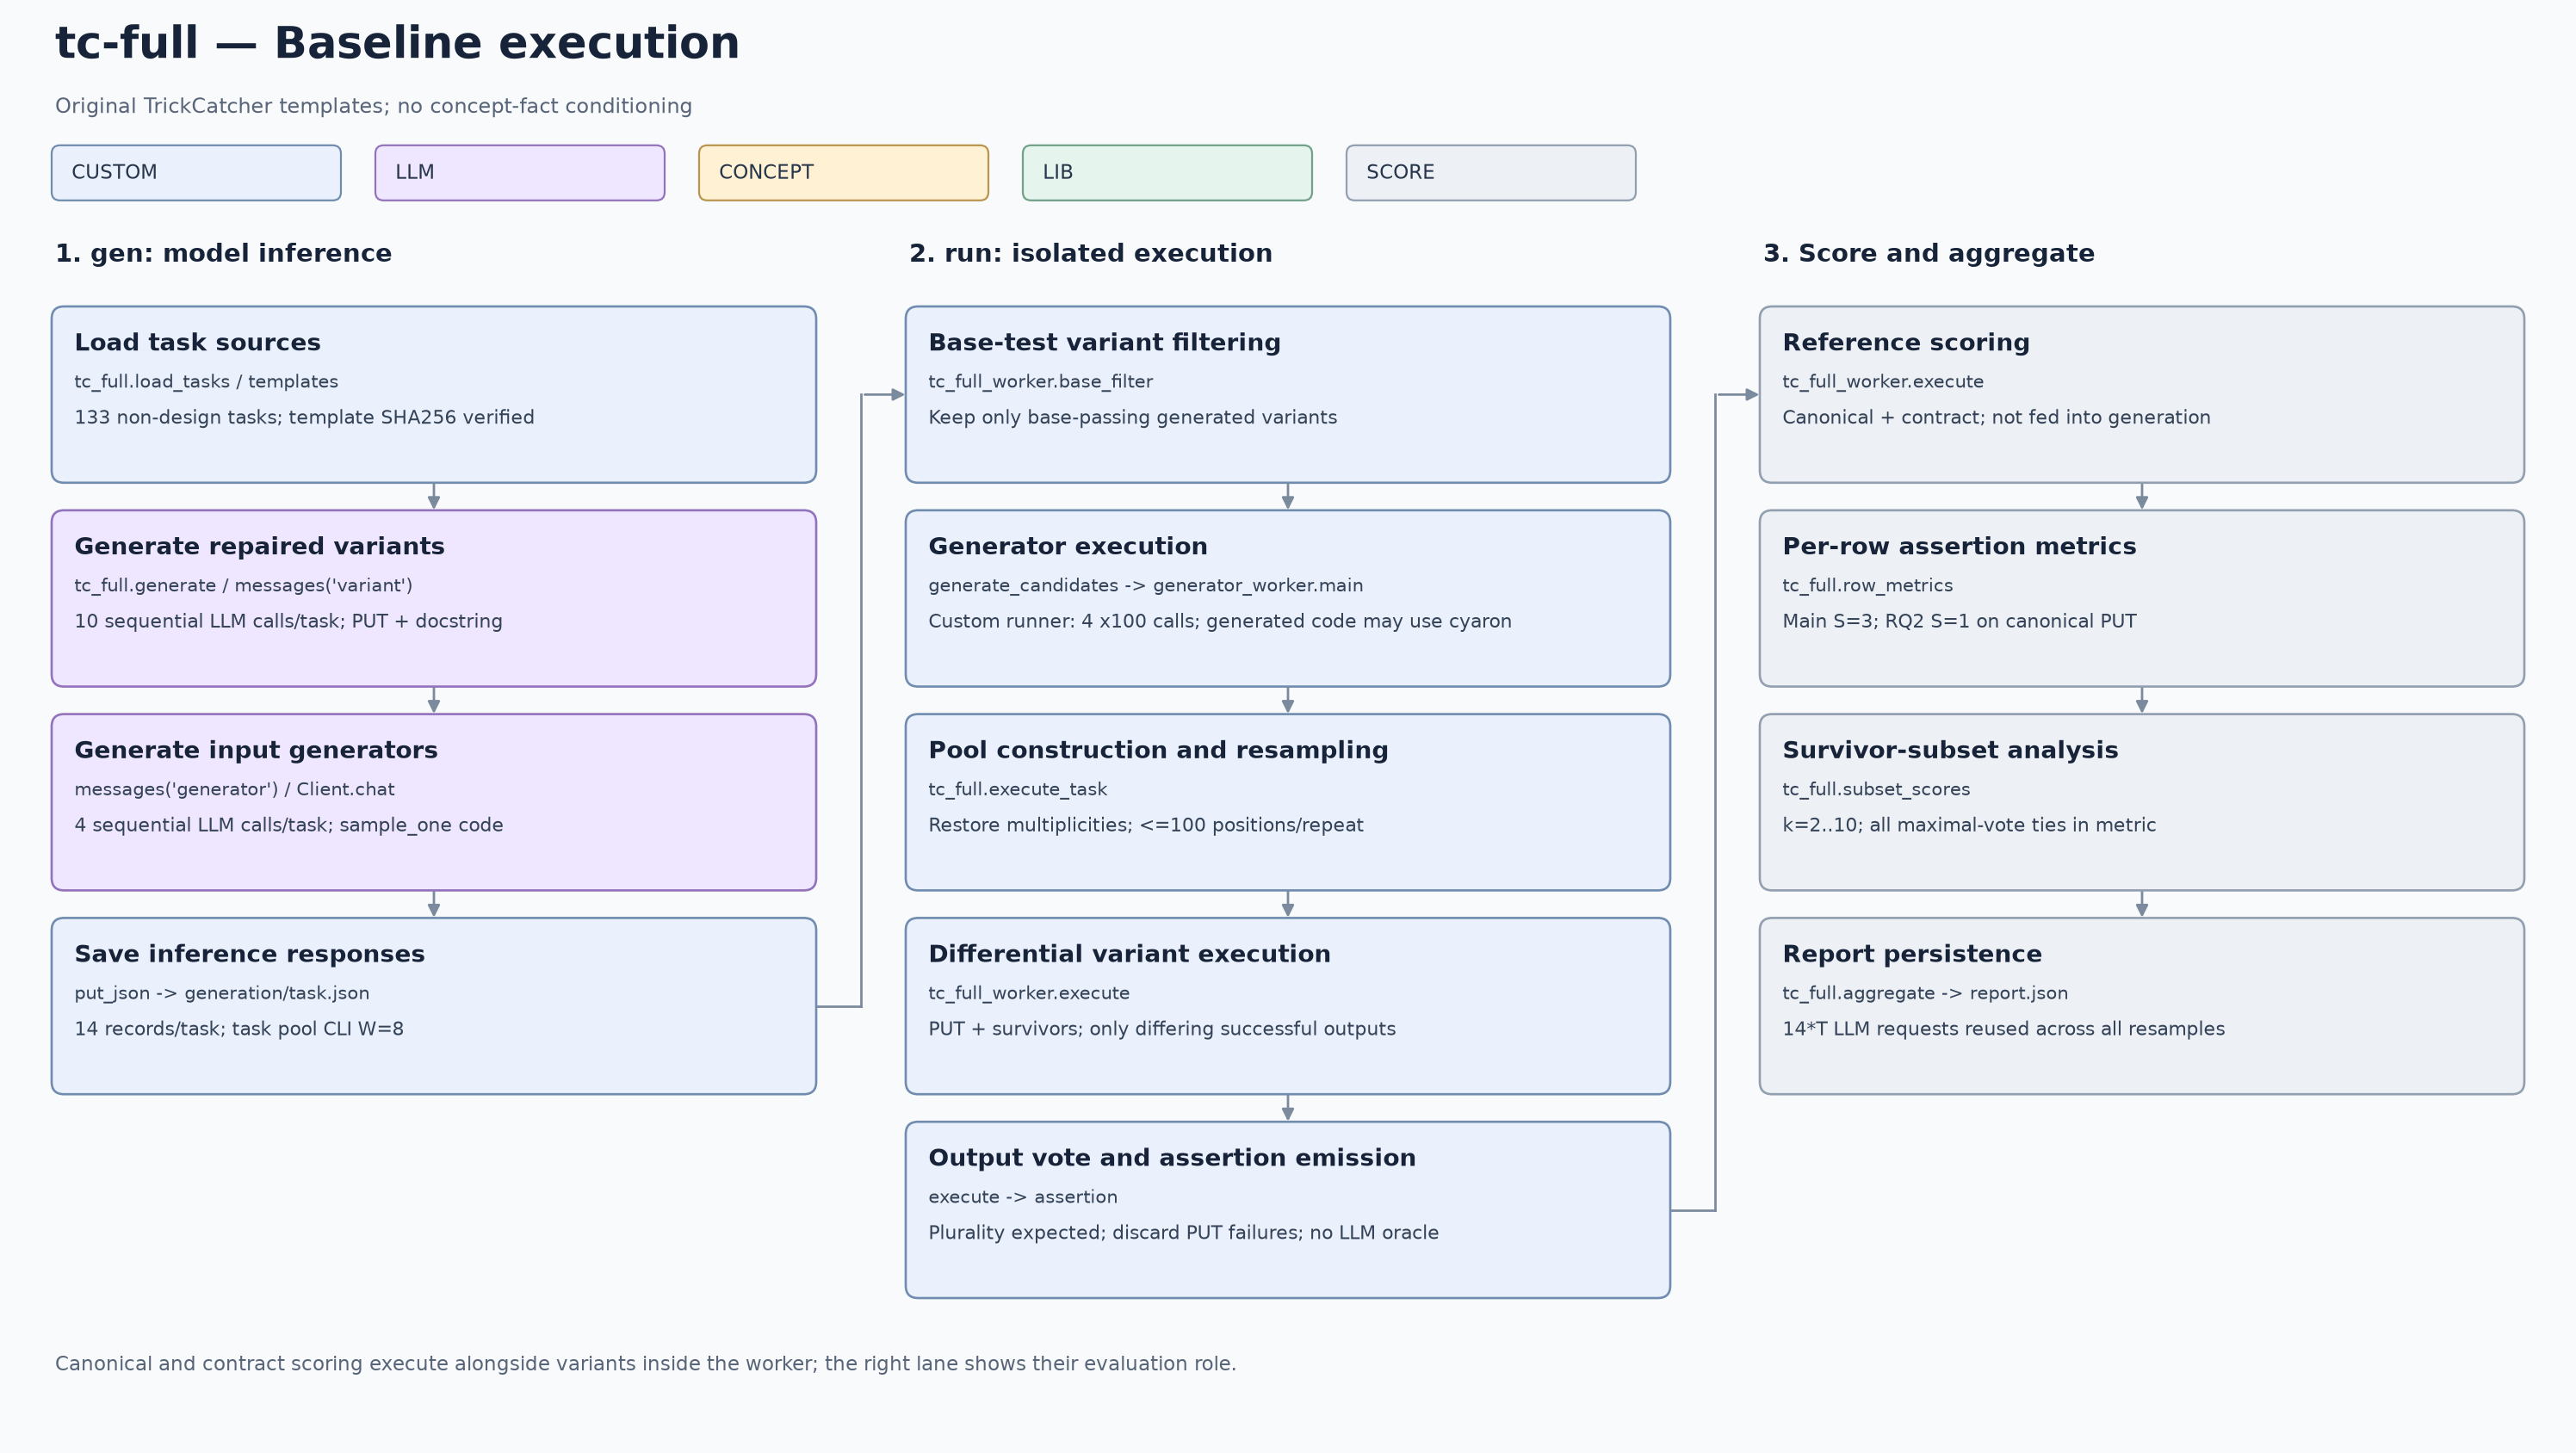 tc-full — Baseline execution
Original TrickCatcher templates; no concept-fact conditioning
CUSTOM
LLM
CONCEPT
LIB
SCORE
1. gen: model inference
Load task sources
tc_full.load_tasks / templates
133 non-design tasks; template SHA256 verified
Generate repaired variants
tc_full.generate / messages('variant')
10 sequential LLM calls/task; PUT + docstring
Generate input generators
messages('generator') / Client.chat
4 sequential LLM calls/task; sample_one code
Save inference responses
put_json -> generation/task.json
14 records/task; task pool CLI W=8
2. run: isolated execution
Base-test variant filtering
tc_full_worker.base_filter
Keep only base-passing generated variants
Generator execution
generate_candidates -> generator_worker.main
Custom runner: 4 x100 calls; generated code may use cyaron
Pool construction and resampling
tc_full.execute_task
Restore multiplicities; <=100 positions/repeat
Differential variant execution
tc_full_worker.execute
PUT + survivors; only differing successful outputs
Output vote and assertion emission
execute -> assertion
Plurality expected; discard PUT failures; no LLM oracle
3. Score and aggregate
Reference scoring
tc_full_worker.execute
Canonical + contract; not fed into generation
Per-row assertion metrics
tc_full.row_metrics
Main S=3; RQ2 S=1 on canonical PUT
Survivor-subset analysis
tc_full.subset_scores
k=2..10; all maximal-vote ties in metric
Report persistence
tc_full.aggregate -> report.json
14*T LLM requests reused across all resamples
Canonical and contract scoring execute alongside variants inside the worker; the right lane shows their evaluation role.